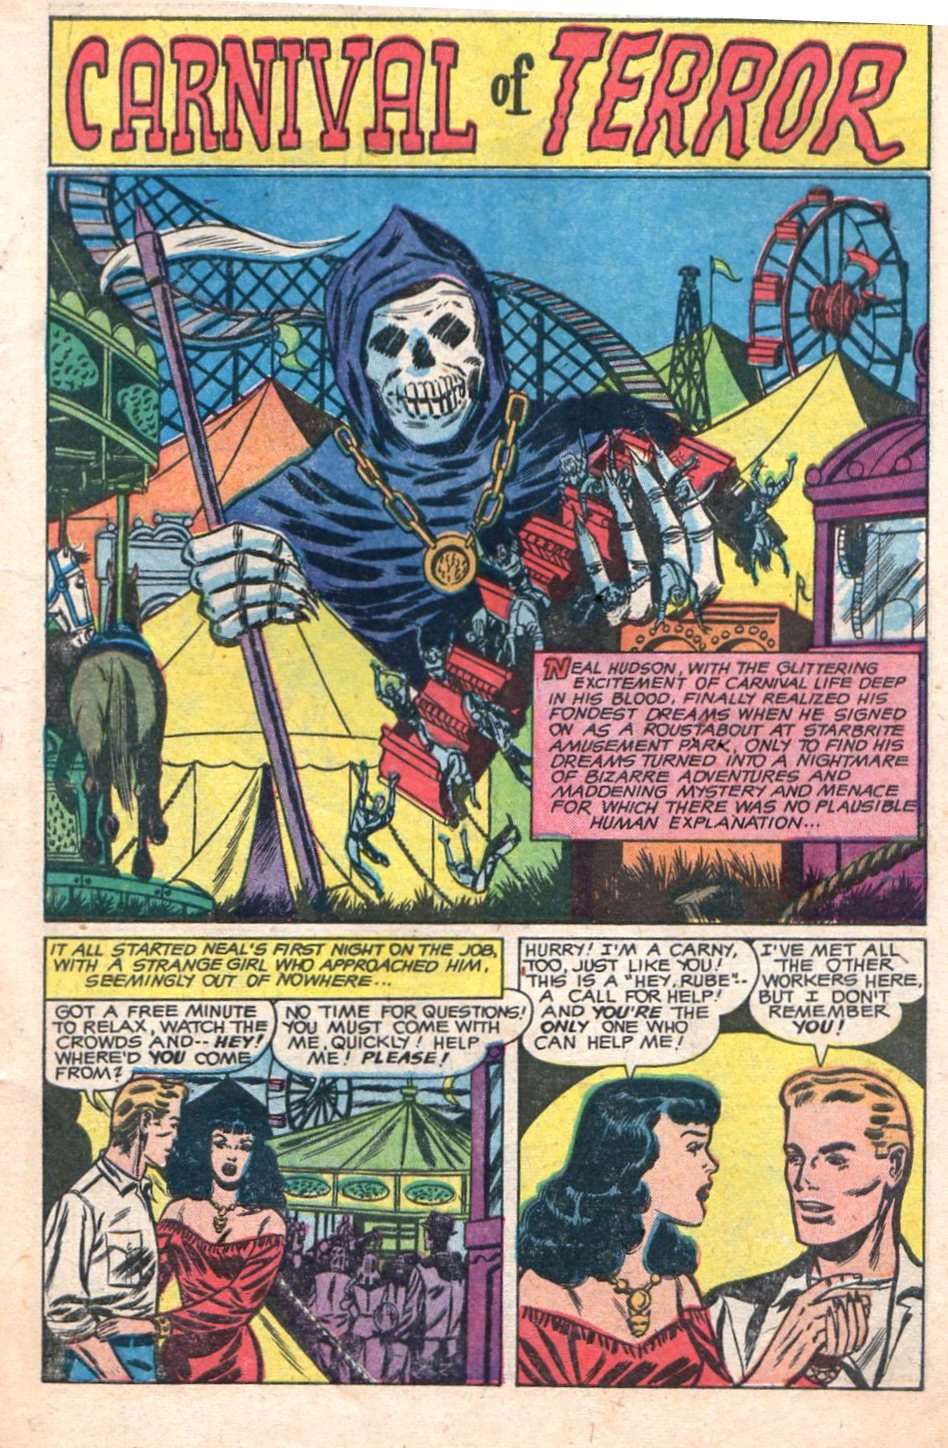 CARNIVAL of TERROR
NEAL HUDSON, WITH THE GLITTERING
EXCITEMENT OF CARNIVAL LIFE DEEP
IN HIS BLOOD, FINALLY REALIZED HIS
FONDEST DREAMS WHEN HE SIGNED
ON AS A ROUSTABOUT AT STARBRITE
AMUSEMENT PARK, ONLY TO FIND HIS
DREAMS TURNED INTO A NIGHTMARE
OF BIZARRE ADVENTURES AND
MADDENING MYSTERY AND MENACE
FOR WHICH THERE WAS NO PLAUSIBLE
HUMAN EXPLANATION...
IT ALL STARTED NEAL'S FIRST NIGHT ON THE JOB,
WITH A STRANGE GIRL WHO APPROACHED HIM,
SEEMINGLY OUT OF NOWHERE...
GOT A FREE MINUTE
TO RELAX, WATCH THE
CROWDS AND--HEY!
WHERE'D YOU COME
FROM?
NO TIME FOR QUESTIONS!
YOU MUST COME WITH
ME, QUICKLY! HELP
ME! PLEASE!
HURRY! I'M A CARNY,
TOO, JUST LIKE YOU!
THIS IS A "HEY, RUBE"--
A CALL FOR HELP!
AND YOU'RE THE
ONLY ONE WHO
CAN HELP ME!
I'VE MET ALL
THE OTHER
WORKERS HERE,
BUT I DON'T
REMEMBER
YOU!